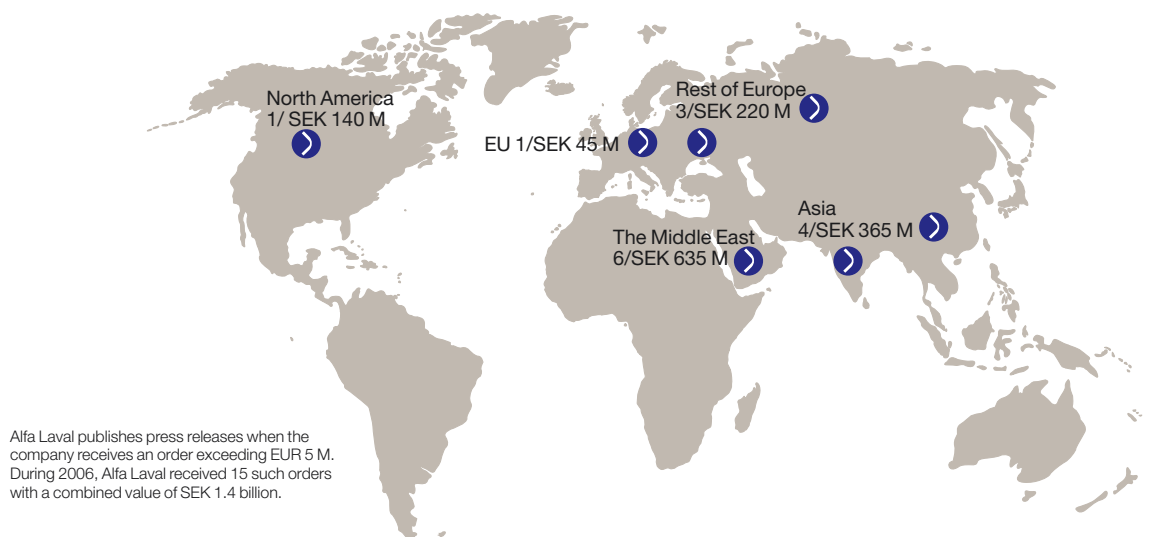 North America
1/ SEK 140 M
Rest of Europe
3/SEK 220 M
EU 1/SEK 45 M
Asia
4/SEK 365 M
The Middle East
6/SEK 635 M
Alfa Laval publishes press releases when the
company receives an order exceeding EUR 5 M.
During 2006, Alfa Laval received 15 such orders
with a combined value of SEK 1.4 billion.